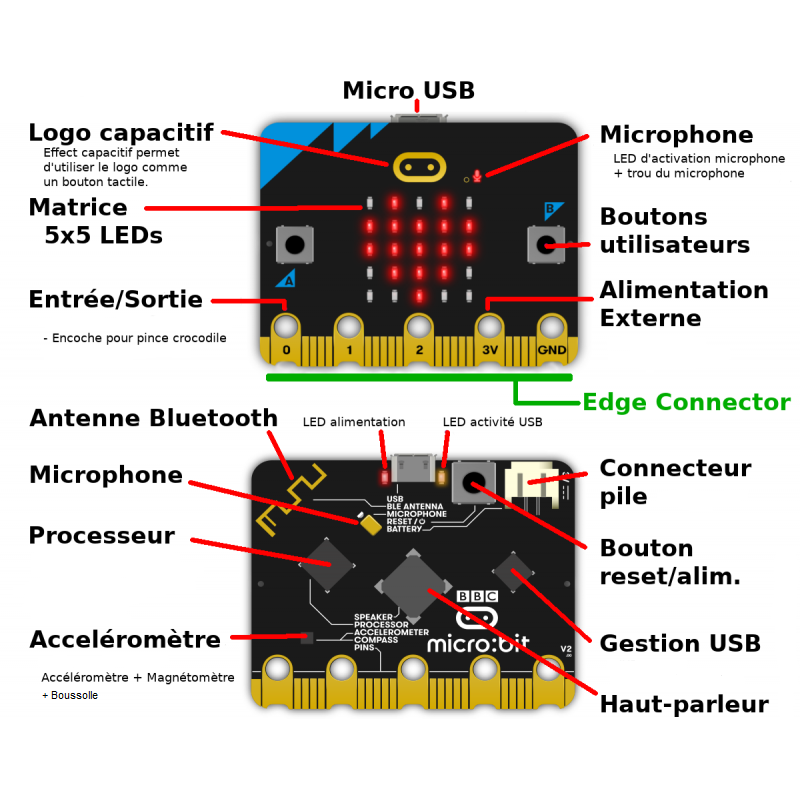 Micro USB
Logo capacitif
Effect capacitif permet
d'utiliser le logo comme
un bouton tactile.
Microphone
LED d'activation microphone
+ trou du microphone
Matrice
5x5 LEDs
B
Boutons
utilisateurs
A
Entrée/Sortie
- Encoche pour pince crocodile
Alimentation
Externe
0 1 2 3V GND
Edge Connector
Antenne Bluetooth
LED alimentation
LED activité USB
Microphone
Connecteur
pile
USB
BLE ANTENNA
MICROPHONE
RESET /
BATTERY
Processeur
Bouton
reset/alim.
BBC
micro:bit
SPEAKER
PROCESSOR
ACCELEROMETER
COMPASS
PINS
V2
Acceléromètre
Accéléromètre + Magnétomètre
+ Boussolle
Gestion USB
Haut-parleur